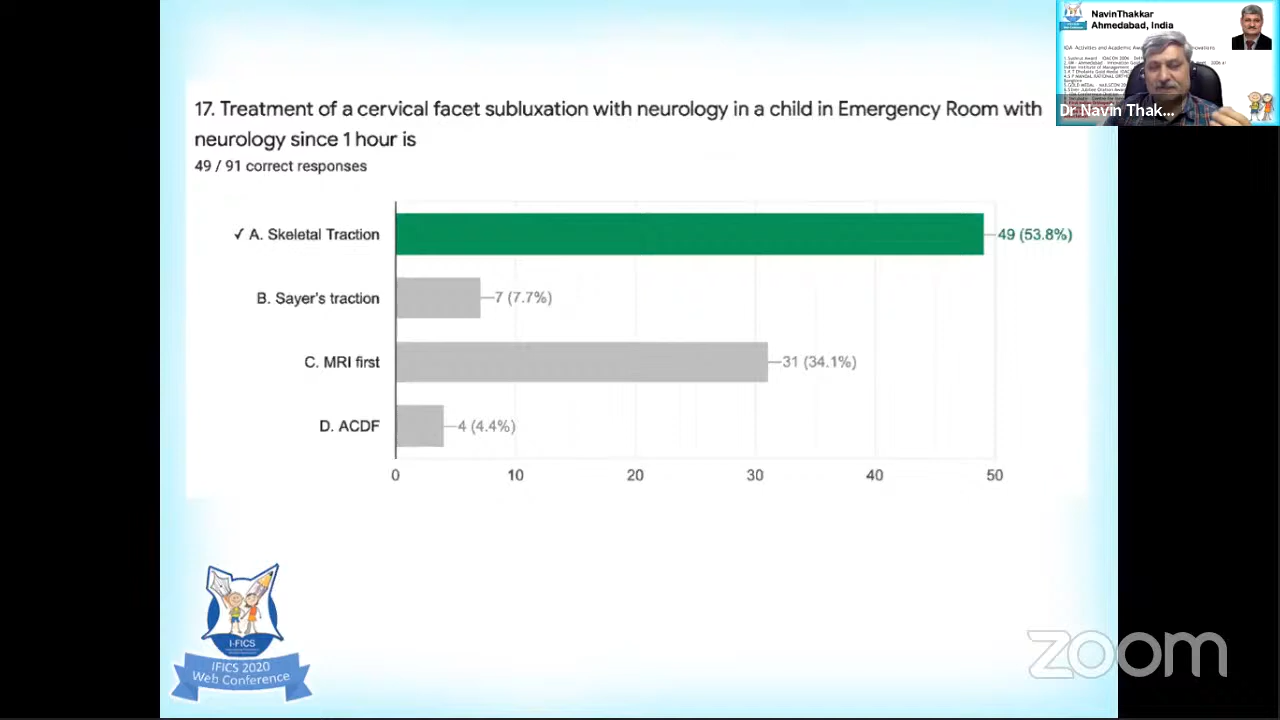 17. Treatment of a cervical facet subluxation with neurology in a child in Emergency Room with
neurology since 1 hour is
49 / 91 correct responses
✓ A. Skeletal Traction
49 (53.8%)
B. Sayer's traction
7 (7.7%)
C. MRI first
31 (34.1%)
D. ACDF
4 (4.4%)
0 10 20 30 40 50
NavinThakkar
Ahmedabad, India
Dr Navin Thak...
I-FICS
IFICS 2020
Web Conference
zoom